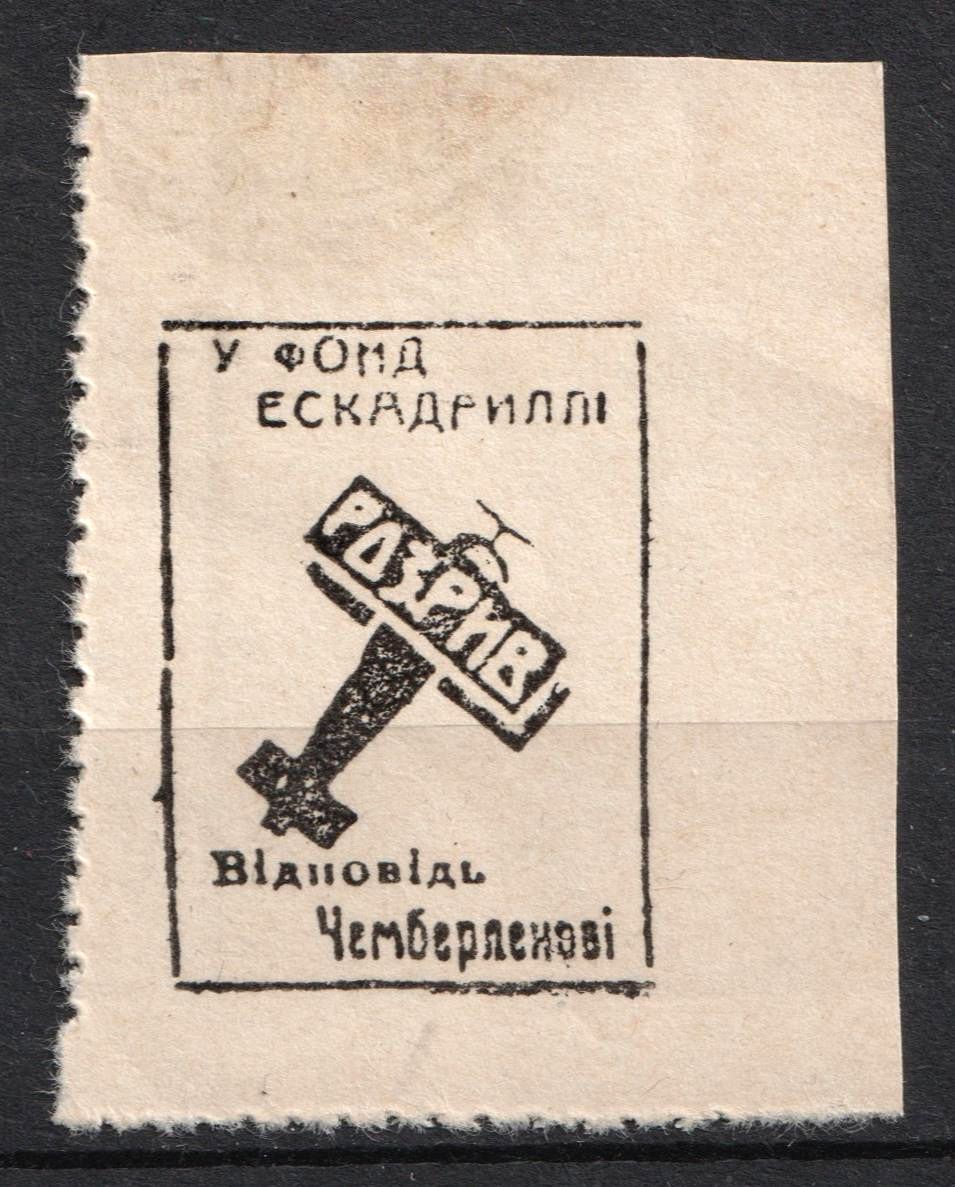 У ФОНД
ЕСКАДРИЛЛІ
РОЗРИВ
Відповідь
Чемберленові